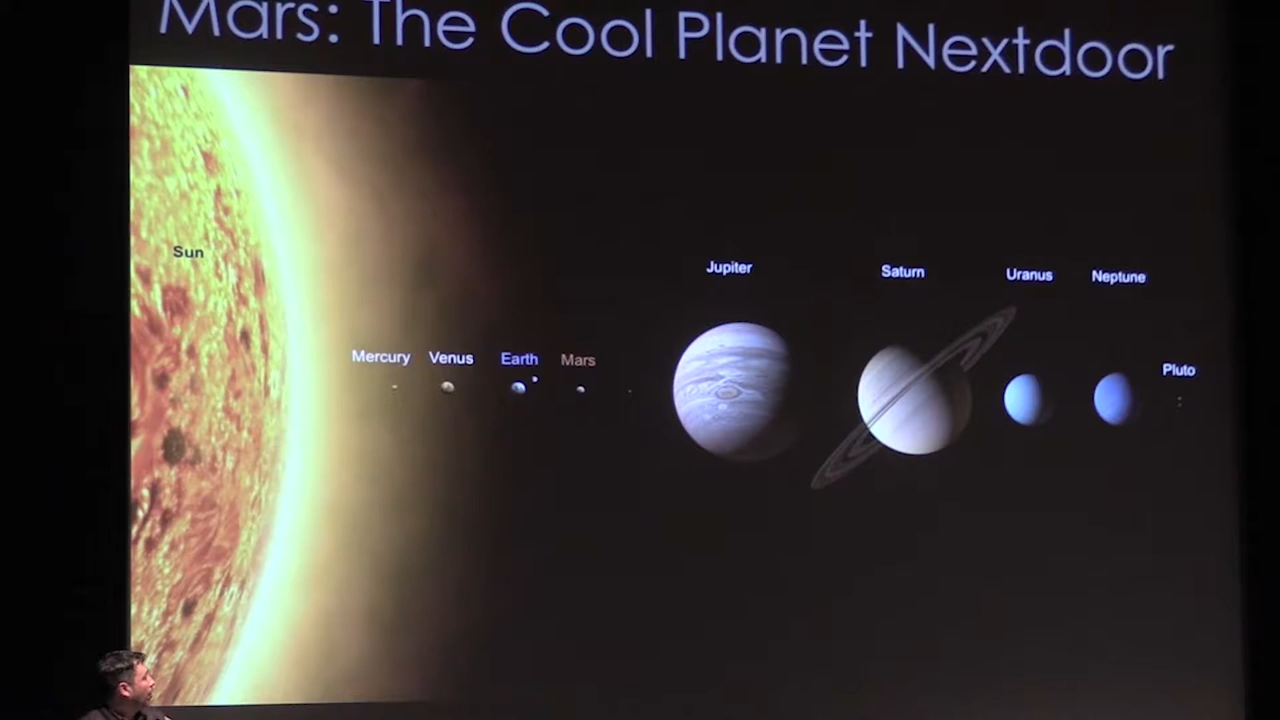 Mars: The Cool Planet Nextdoor
Sun
Mercury
Venus
Earth
Mars
Jupiter
Saturn
Uranus
Neptune
Pluto